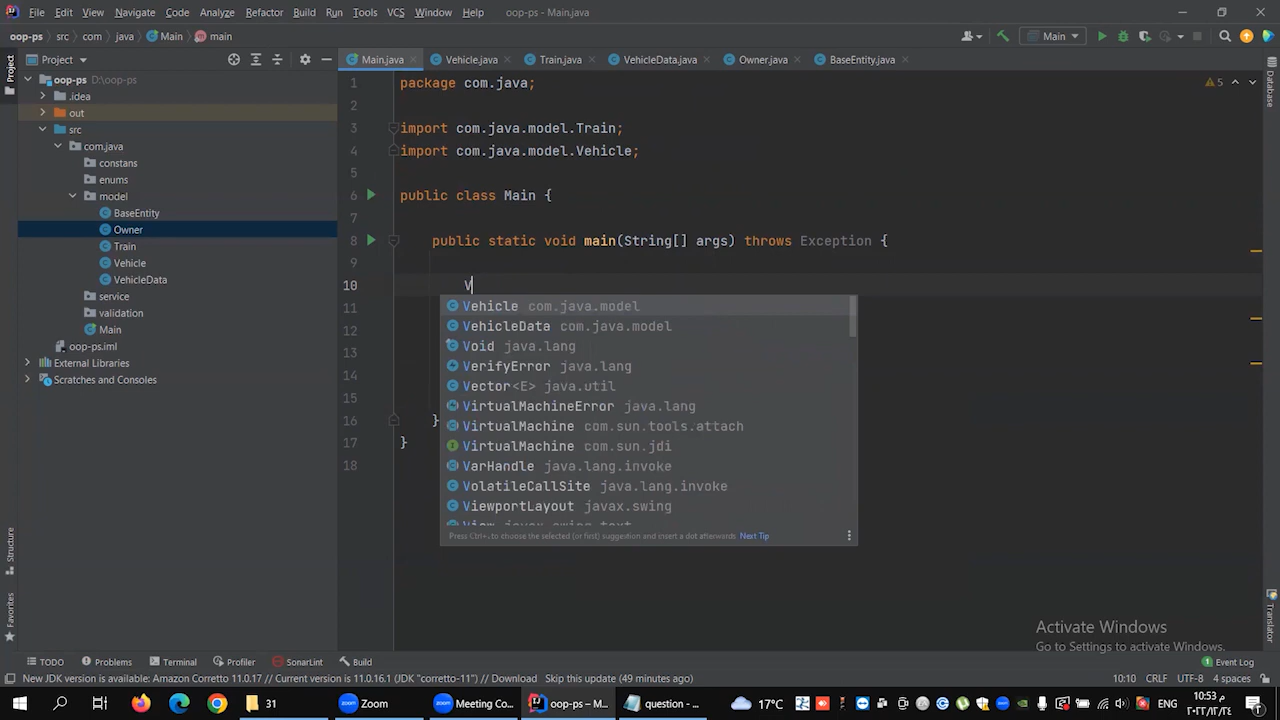 File Edit View Navigate Code Analyze Refactor Build Run Tools VCS Window Help oop-ps - Main.java
oop-ps src com java Main main Main
Project Main.java Vehicle.java Train.java VehicleData.java Owner.java BaseEntity.java
Project
Structure
Favorites
Database
Translator
oop-ps D:\oop-ps
.idea
out
src
com.java
constans
enums
model
BaseEntity
Owner
Train
Vehicle
VehicleData
service
validation
Main
oop-ps.iml
External Libraries
Scratches and Consoles
5
1 package com.java;
2
3 import com.java.model.Train;
4 import com.java.model.Vehicle;
5
6 public class Main {
7
8 public static void main(String[] args) throws Exception {
9
10 V
11
12
13
14
15
16 }
17 }
18
Vehicle com.java.model
VehicleData com.java.model
Void java.lang
VerifyError java.lang
Vector<E> java.util
VirtualMachineError java.lang
VirtualMachine com.sun.tools.attach
VirtualMachine com.sun.jdi
VarHandle java.lang.invoke
VolatileCallSite java.lang.invoke
ViewportLayout javax.swing
View javax.swing.text
Press Ctrl+. to choose the selected (or first) suggestion and insert a dot afterwards Next Tip
Activate Windows
Go to Settings to activate Windows.
TODO Problems Terminal Profiler SonarLint Build Event Log
New JDK version is available: Amazon Corretto 11.0.17 // Current version is 11.0.16.1 (JDK "corretto-11") // Download Skip this update (49 minutes ago) 10:10 CRLF UTF-8 4 spaces
31 Zoom Meeting Co... oop-ps – M... question - ... 17°C ENG